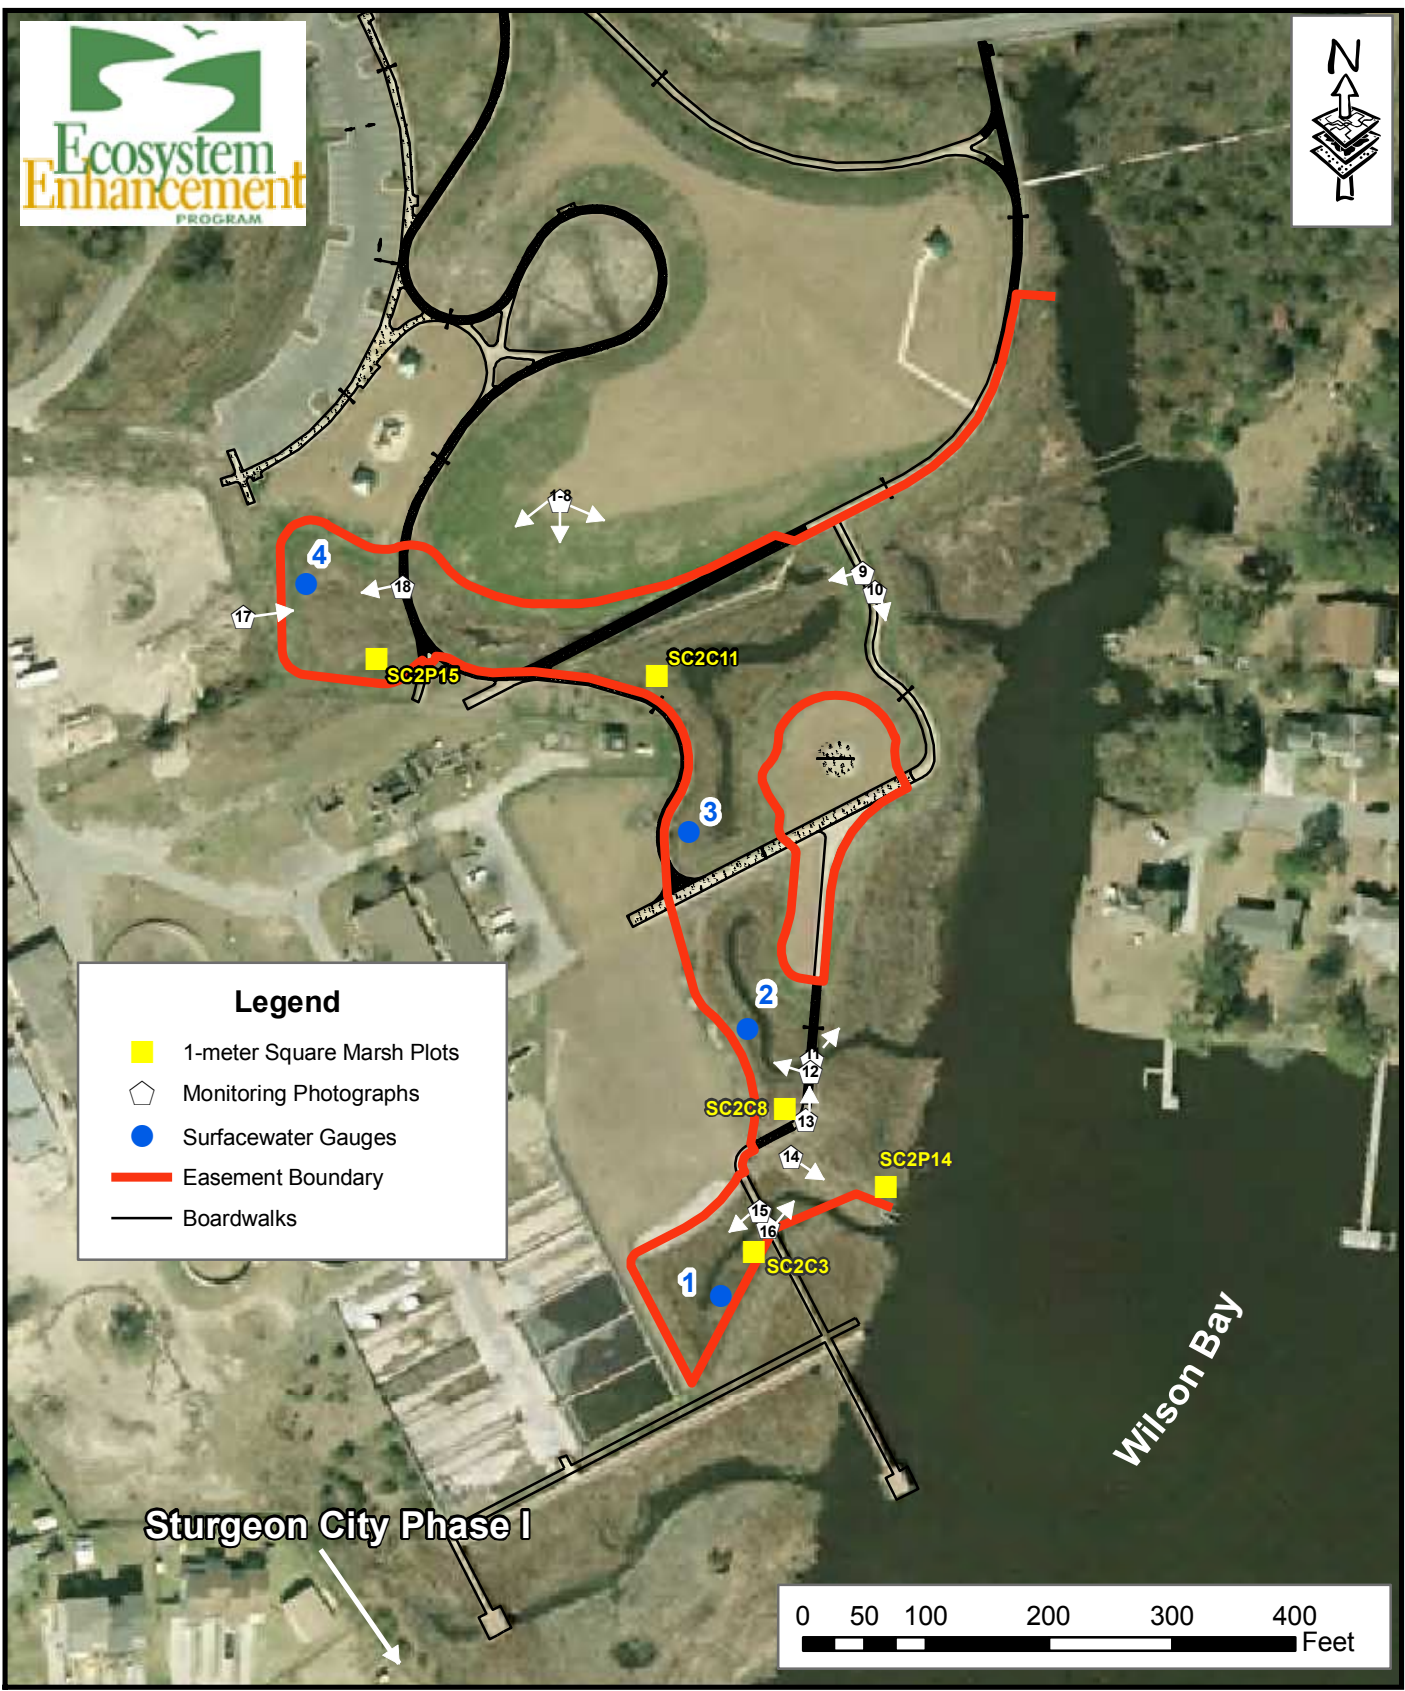 Ecosystem
Enhancement
PROGRAM
N
1-8
4
9
18
10
17
SC2C11
SC2P15
3
2
11
12
SC2C8
13
14
SC2P14
15
16
SC2C3
1
Legend
1-meter Square Marsh Plots
Monitoring Photographs
Surfacewater Gauges
Easement Boundary
Boardwalks
Wilson Bay
Sturgeon City Phase I
0 50 100 200 300 400
Feet